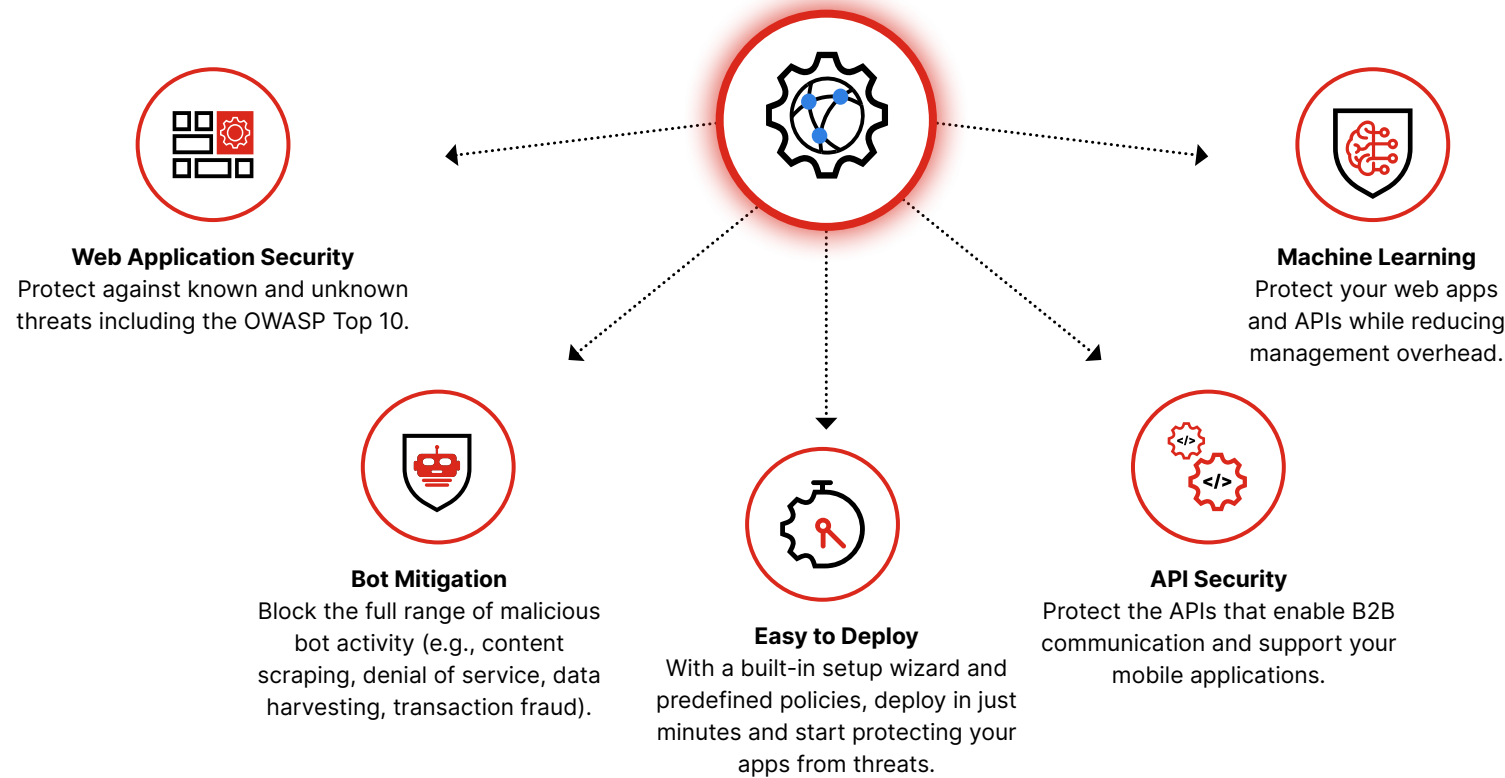 Web Application Security
Protect against known and unknown
threats including the OWASP Top 10.
Bot Mitigation
Block the full range of malicious
bot activity (e.g., content
scraping, denial of service, data
harvesting, transaction fraud).
Easy to Deploy
With a built-in setup wizard and
predefined policies, deploy in just
minutes and start protecting your
apps from threats.
</>
</>
API Security
Protect the APIs that enable B2B
communication and support your
mobile applications.
Machine Learning
Protect your web apps
and APIs while reducing
management overhead.